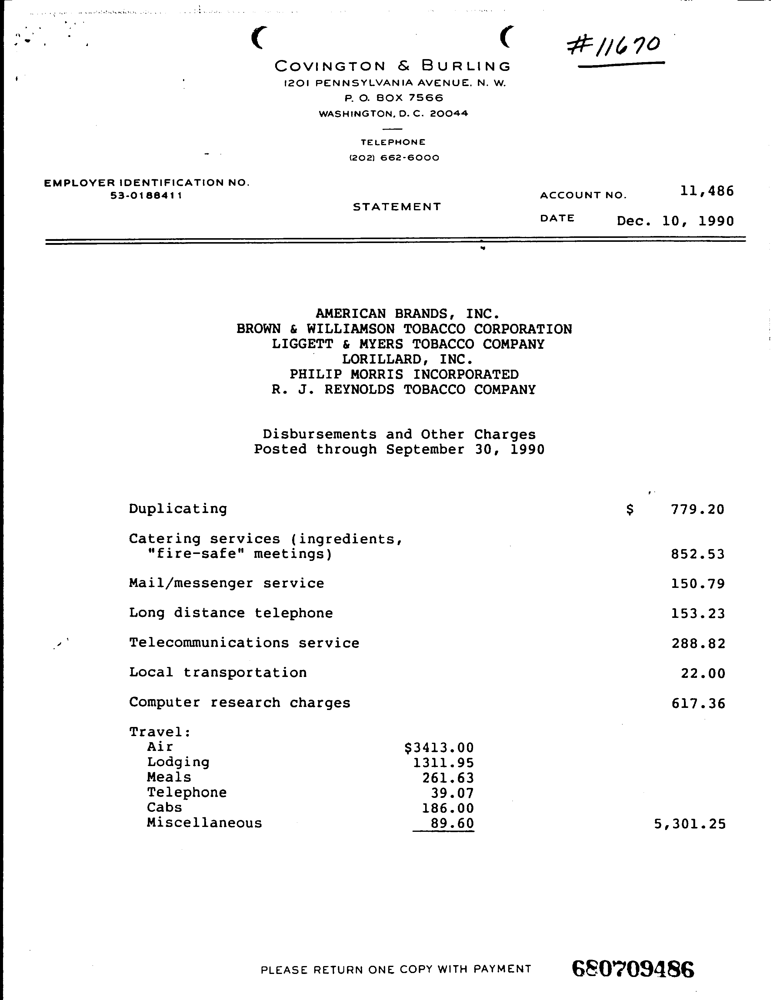 #11670
COVINGTON & BURLING
1201 PENNSYLVANIA AVENUE, N. W.
P. O. BOX 7566
WASHINGTON, D. C. 20044
TELEPHONE
(202) 662-6000
EMPLOYER IDENTIFICATION NO.
53-0188411
STATEMENT
ACCOUNT NO. 11,486
DATE Dec. 10, 1990
AMERICAN BRANDS, INC.
BROWN & WILLIAMSON TOBACCO CORPORATION
LIGGETT & MYERS TOBACCO COMPANY
LORILLARD, INC.
PHILIP MORRIS INCORPORATED
R. J. REYNOLDS TOBACCO COMPANY
Disbursements and Other Charges
Posted through September 30, 1990
Duplicating $ 779.20
Catering services (ingredients,
"fire-safe" meetings) 852.53
Mail/messenger service 150.79
Long distance telephone 153.23
Telecommunications service 288.82
Local transportation 22.00
Computer research charges 617.36
Travel:
Air $3413.00
Lodging 1311.95
Meals 261.63
Telephone 39.07
Cabs 186.00
Miscellaneous 89.60 5,301.25
PLEASE RETURN ONE COPY WITH PAYMENT
680709486